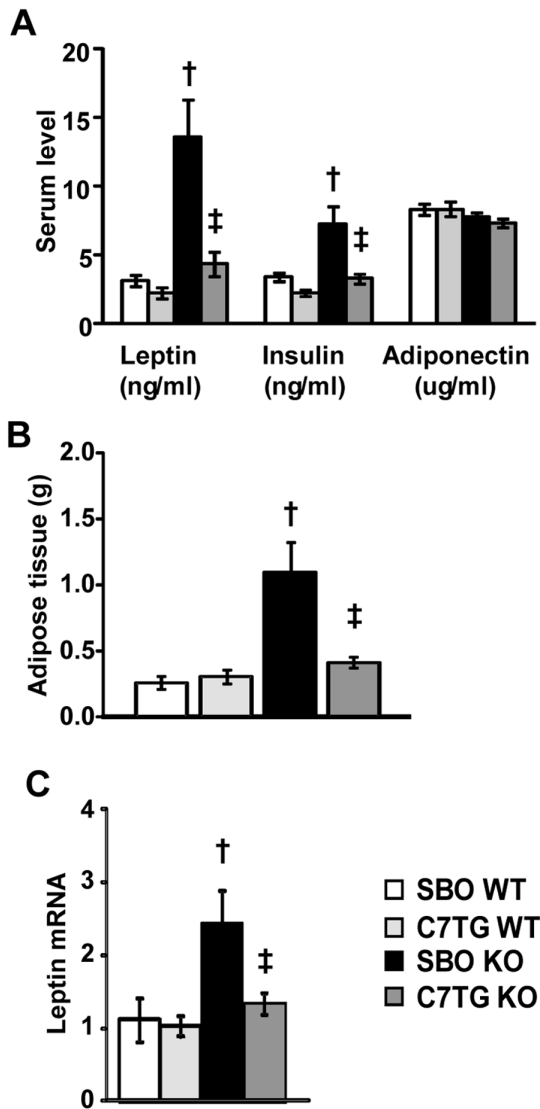 A
20
15
10
5
0
Serum level
†
‡
†
‡
Leptin Insulin Adiponectin
(ng/ml) (ng/ml) (ug/ml)
B
2.0
1.5
1.0
0.5
0.0
Adipose tissue (g)
†
‡
C
4
3
2
1
0
Leptin mRNA
†
‡
SBO WT
C7TG WT
SBO KO
C7TG KO